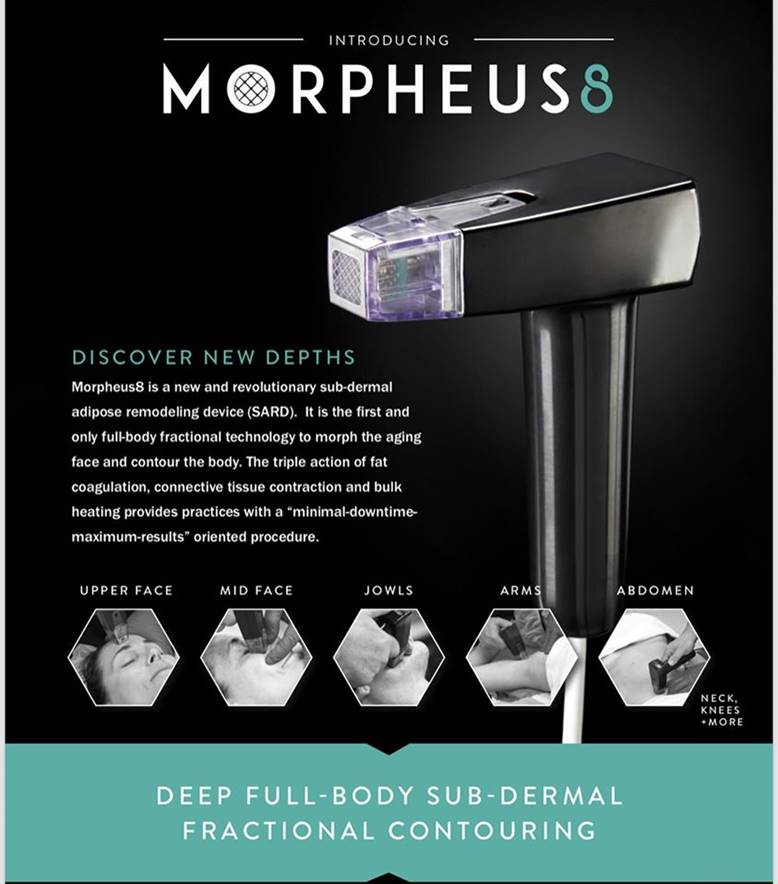 INTRODUCING
MORPHEUS8
DISCOVER NEW DEPTHS
Morpheus8 is a new and revolutionary sub-dermal
adipose remodeling device (SARD). It is the first and
only full-body fractional technology to morph the aging
face and contour the body. The triple action of fat
coagulation, connective tissue contraction and bulk
heating provides practices with a “minimal-downtime-
maximum-results” oriented procedure.
UPPER FACE
MID FACE
JOWLS
ARMS
ABDOMEN
NECK,
KNEES
+MORE
DEEP FULL-BODY SUB-DERMAL
FRACTIONAL CONTOURING